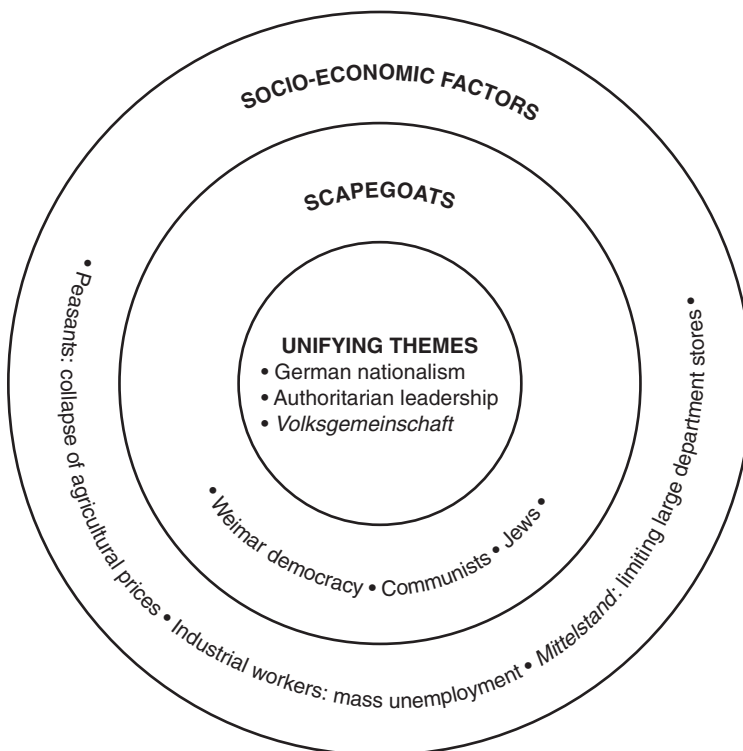 SOCIO-ECONOMIC FACTORS
SCAPEGOATS
UNIFYING THEMES
• German nationalism
• Authoritarian leadership
• Volksgemeinschaft
• Weimar democracy • Communists • Jews •
• Peasants: collapse of agricultural prices • Industrial workers: mass unemployment • Mittelstand: limiting large department stores •